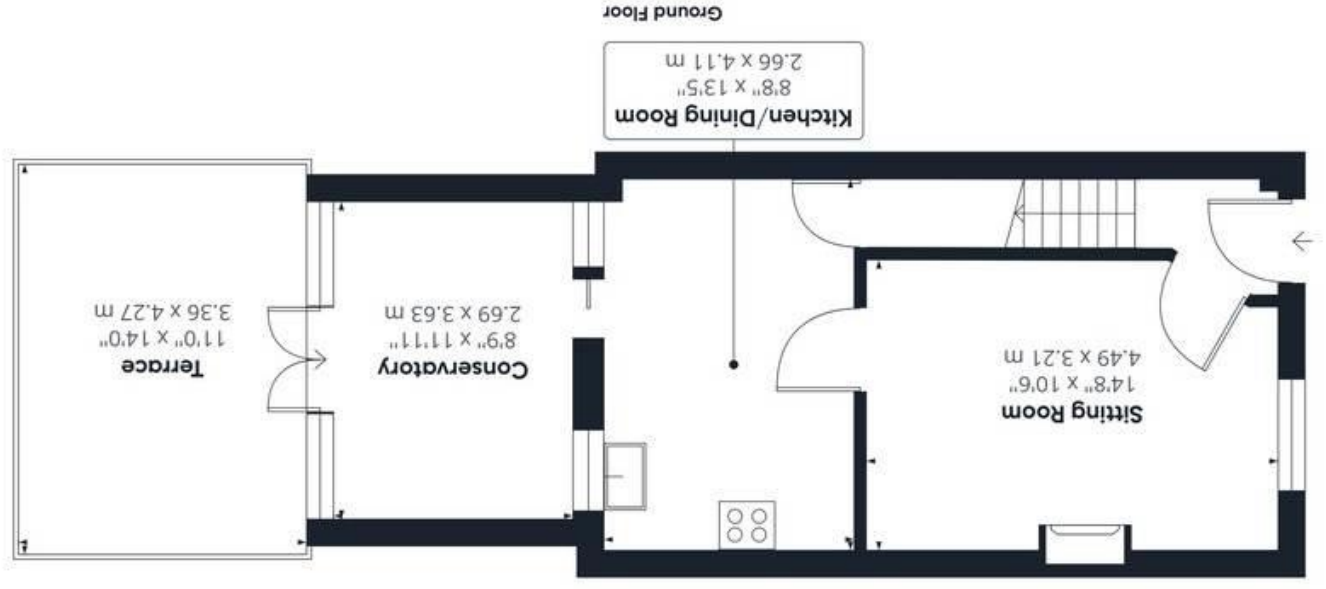 Terrace
11'0" x 14'0"
3.36 x 4.27 m
Conservatory
8'9" x 11'11"
2.69 x 3.63 m
Sitting Room
14'8" x 10'6"
4.49 x 3.21 m
Kitchen/Dining Room
8'8" x 13'5"
2.66 x 4.11 m
Ground Floor